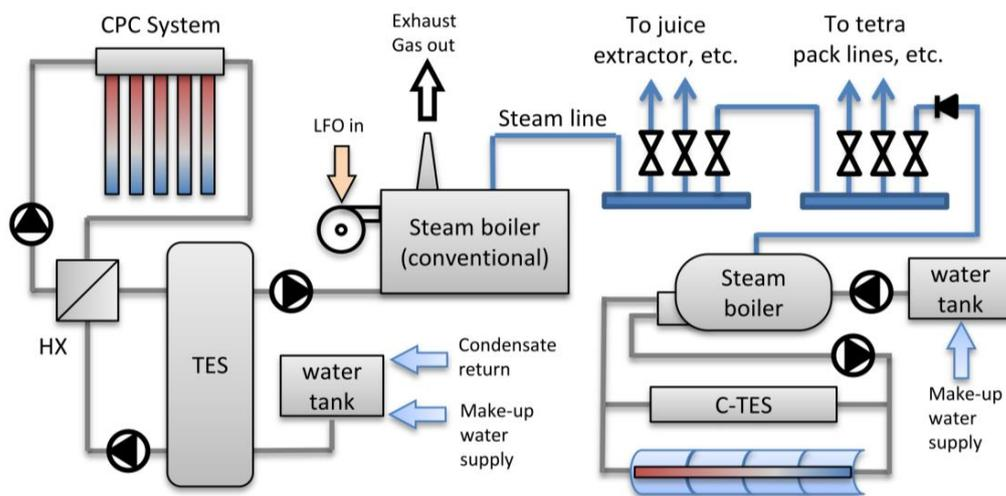 CPC System
Exhaust
Gas out
To juice
extractor, etc.
To tetra
pack lines, etc.
LFO in
Steam line
Steam boiler
(conventional)
Steam
boiler
water
tank
HX
TES
water
tank
Condensate
return
Make-up
water
supply
C-TES
Make-up
water
supply